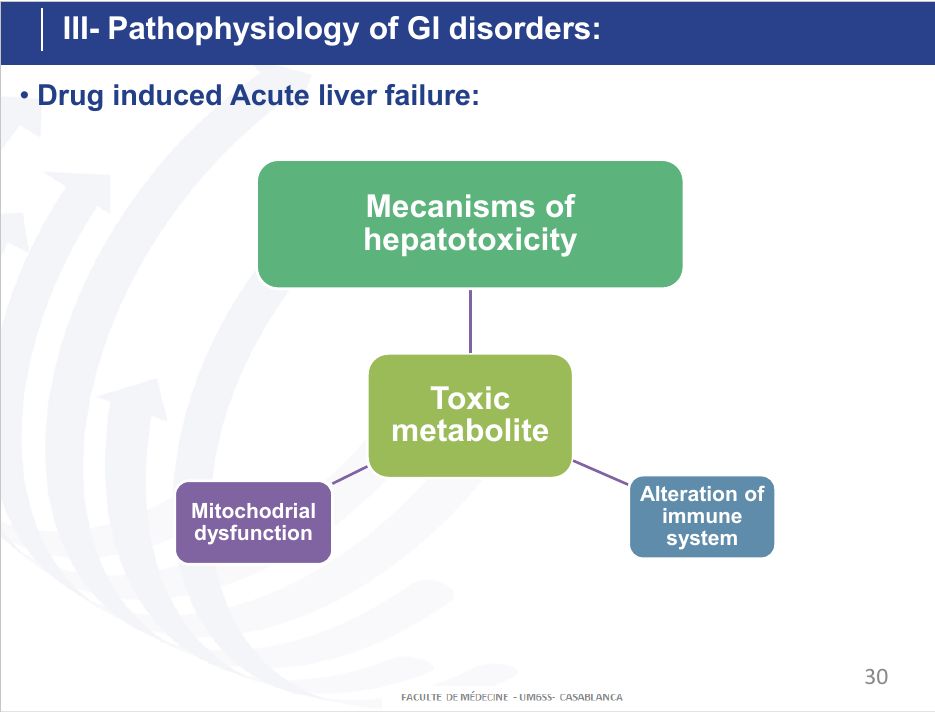 III- Pathophysiology of GI disorders:
• Drug induced Acute liver failure:
Mecanisms of
hepatotoxicity
Toxic
metabolite
Mitochodrial
dysfunction
Alteration of
immune
system
30
FACULTE DE MÉDECINE - UM6SS- CASABLANCA